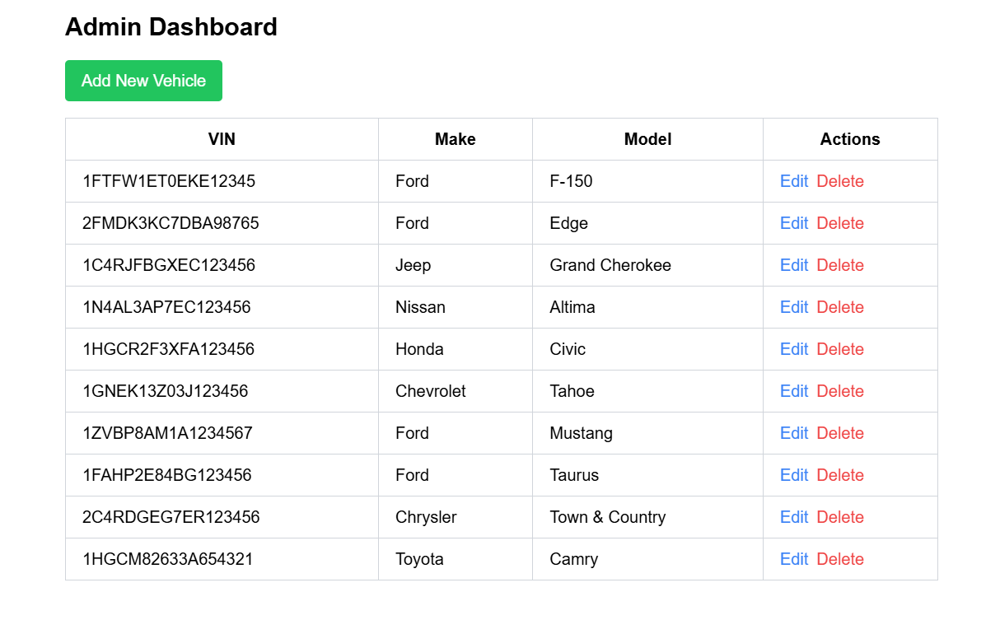 Admin Dashboard
Add New Vehicle
VIN Make Model Actions
1FTFW1ET0EKE12345 Ford F-150 Edit Delete
2FMDK3KC7DBA98765 Ford Edge Edit Delete
1C4RJFBGXEC123456 Jeep Grand Cherokee Edit Delete
1N4AL3AP7EC123456 Nissan Altima Edit Delete
1HGCR2F3XFA123456 Honda Civic Edit Delete
1GNEK13Z03J123456 Chevrolet Tahoe Edit Delete
1ZVBP8AM1A1234567 Ford Mustang Edit Delete
1FAHP2E84BG123456 Ford Taurus Edit Delete
2C4RDGEG7ER123456 Chrysler Town & Country Edit Delete
1HGCM82633A654321 Toyota Camry Edit Delete